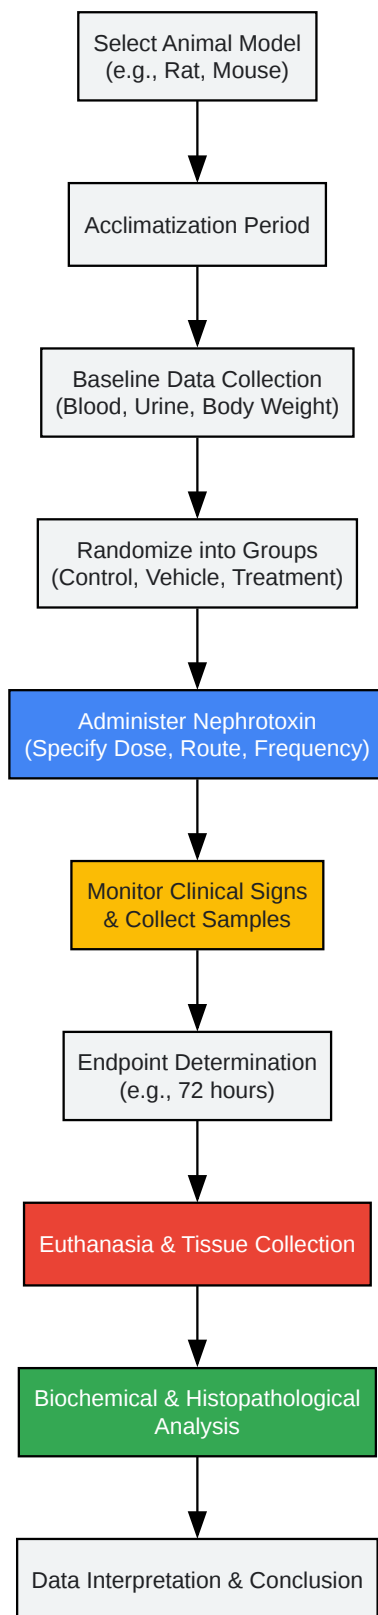 Select Animal Model
(e.g., Rat, Mouse)
Acclimatization Period
Baseline Data Collection
(Blood, Urine, Body Weight)
Randomize into Groups
(Control, Vehicle, Treatment)
Administer Nephrotoxin
(Specify Dose, Route, Frequency)
Monitor Clinical Signs
& Collect Samples
Endpoint Determination
(e.g., 72 hours)
Euthanasia & Tissue Collection
Biochemical & Histopathological
Analysis
Data Interpretation & Conclusion